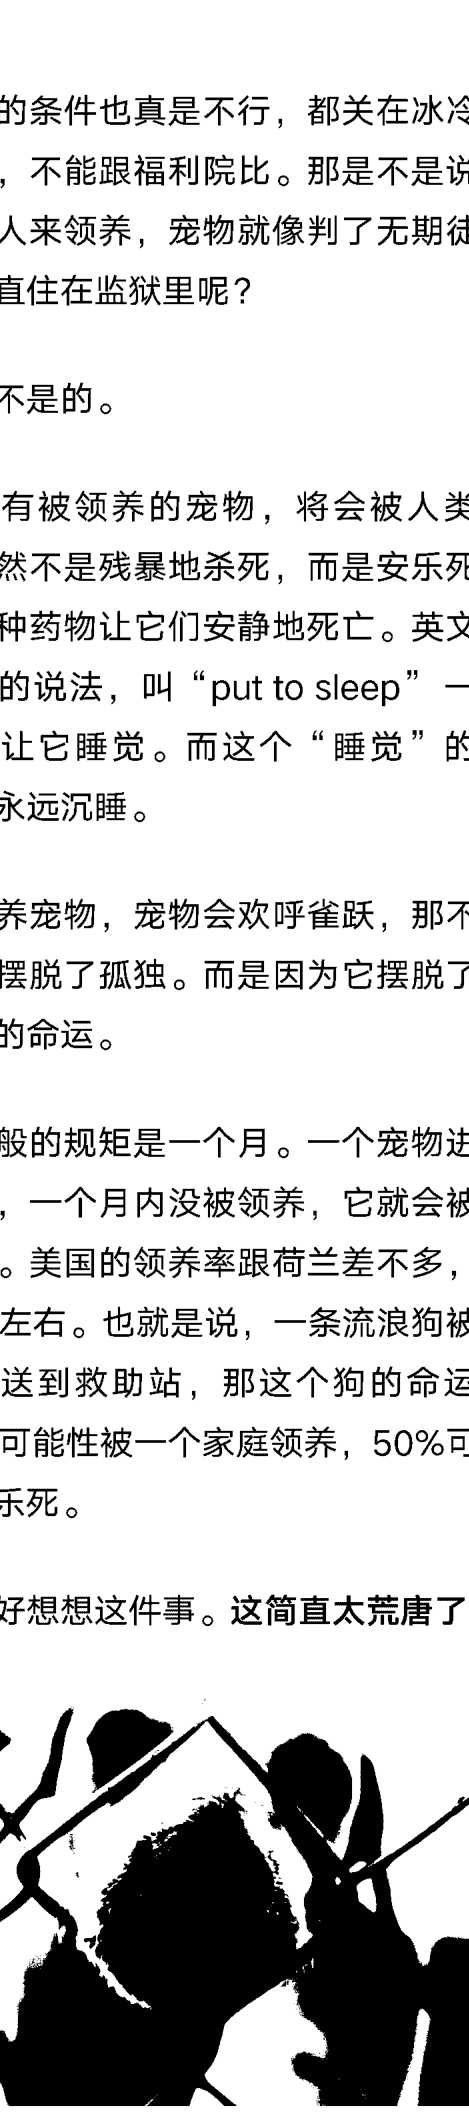 的条件也真是不行，都关在冰冷
，不能跟福利院比。那是不是说
人来领养，宠物就像判了无期徒
直住在监狱里呢？
不是的。
有被领养的宠物，将会被人类
然不是残暴地杀死，而是安乐死
种药物让它们安静地死亡。英文
的说法，叫“put to sleep”一
让它睡觉。而这个“睡觉”的
永远沉睡。
养宠物，宠物会欢呼雀跃，那不
摆脱了孤独。而是因为它摆脱了
的命运。
般的规矩是一个月。一个宠物进
，一个月内没被领养，它就会被
。美国的领养率跟荷兰差不多，
左右。也就是说，一条流浪狗被
送到救助站，那这个狗的命运
可能性被一个家庭领养，50%可
乐死。
好想想这件事。这简直太荒唐了